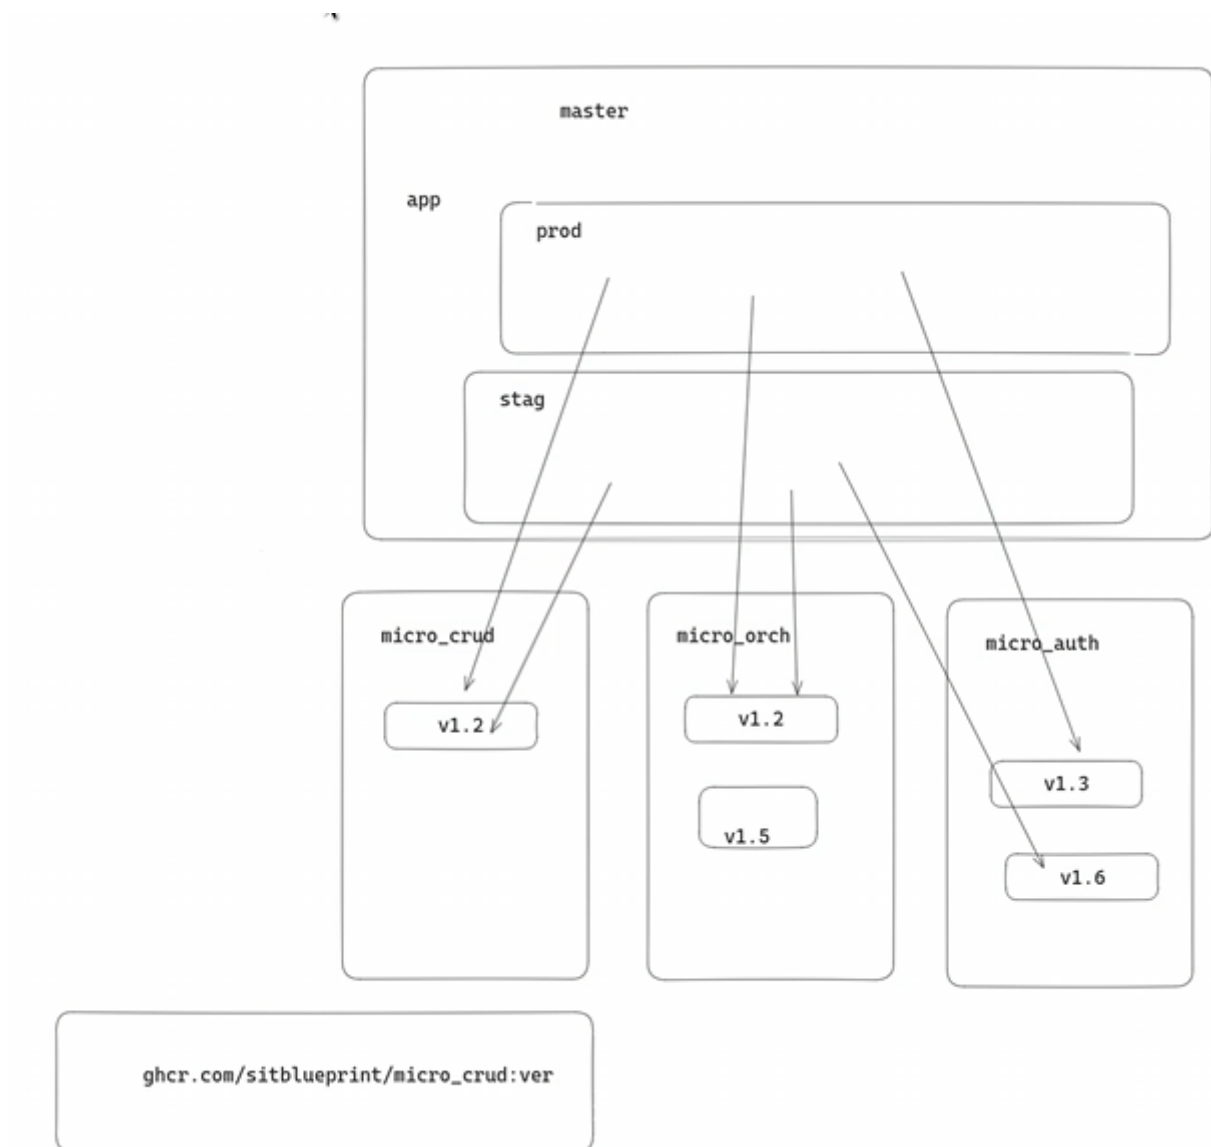 master
app
prod
stag
micro_crud
micro_orch
micro_auth
v1.2
v1.2
v1.3
v1.5
v1.6
ghcr.com/sitblueprint/micro_crud:ver